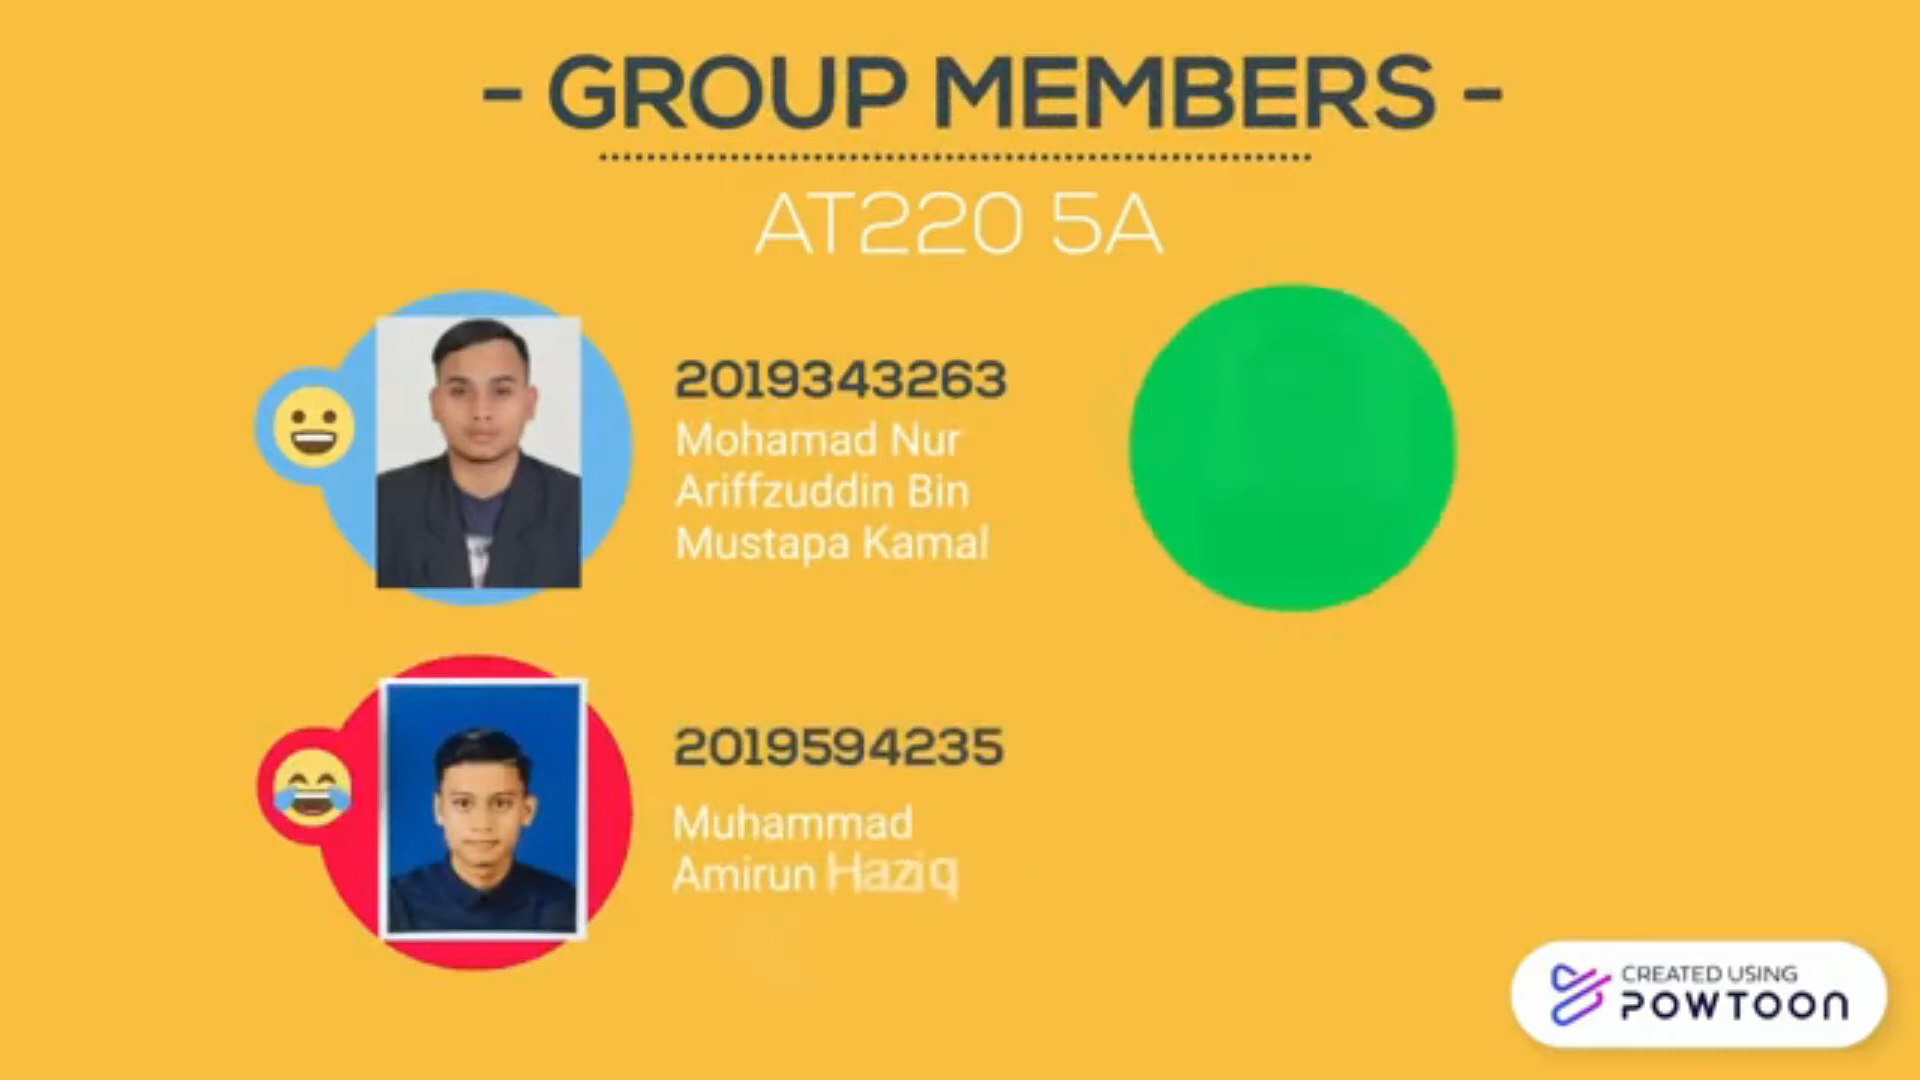 - GROUP MEMBERS -
AT220 5A
2019343263
Mohamad Nur
Ariffzuddin Bin
Mustapa Kamal
2019594235
Muhammad
Amirun Haziq
CREATED USING
POWTOON